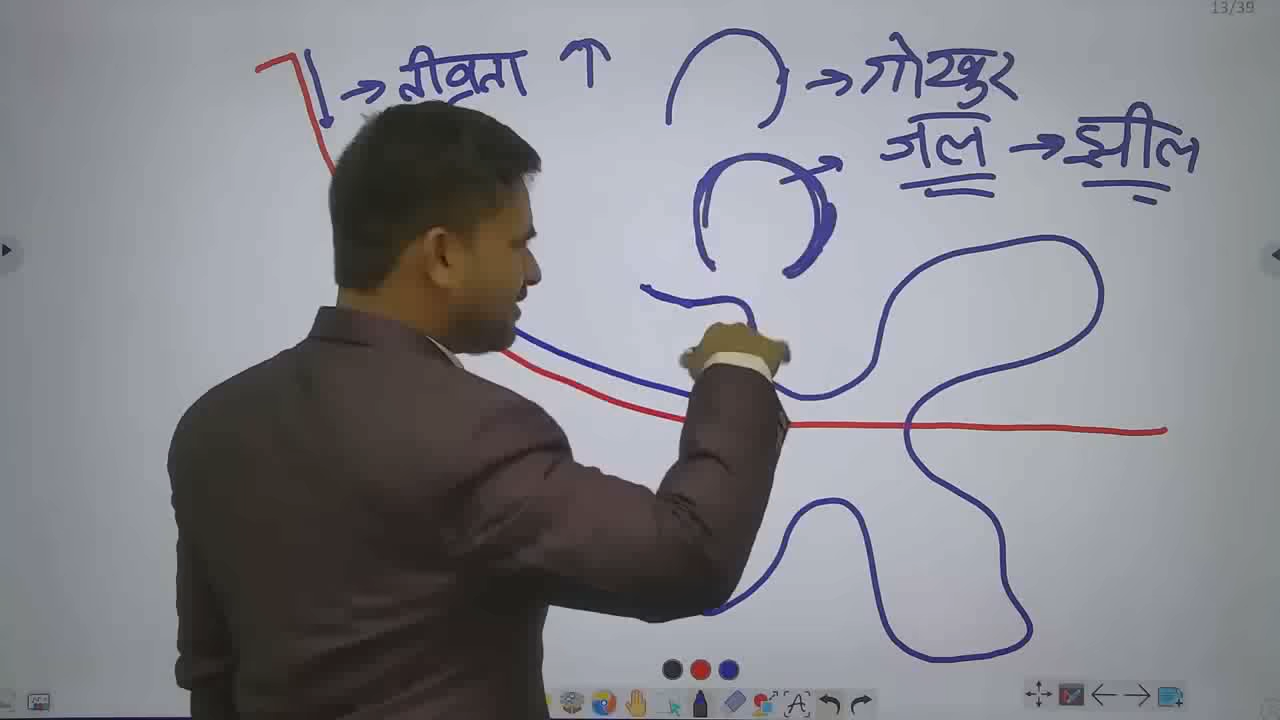 13/39
→ तीव्रता ↑
→ गोखुर
जल → झील